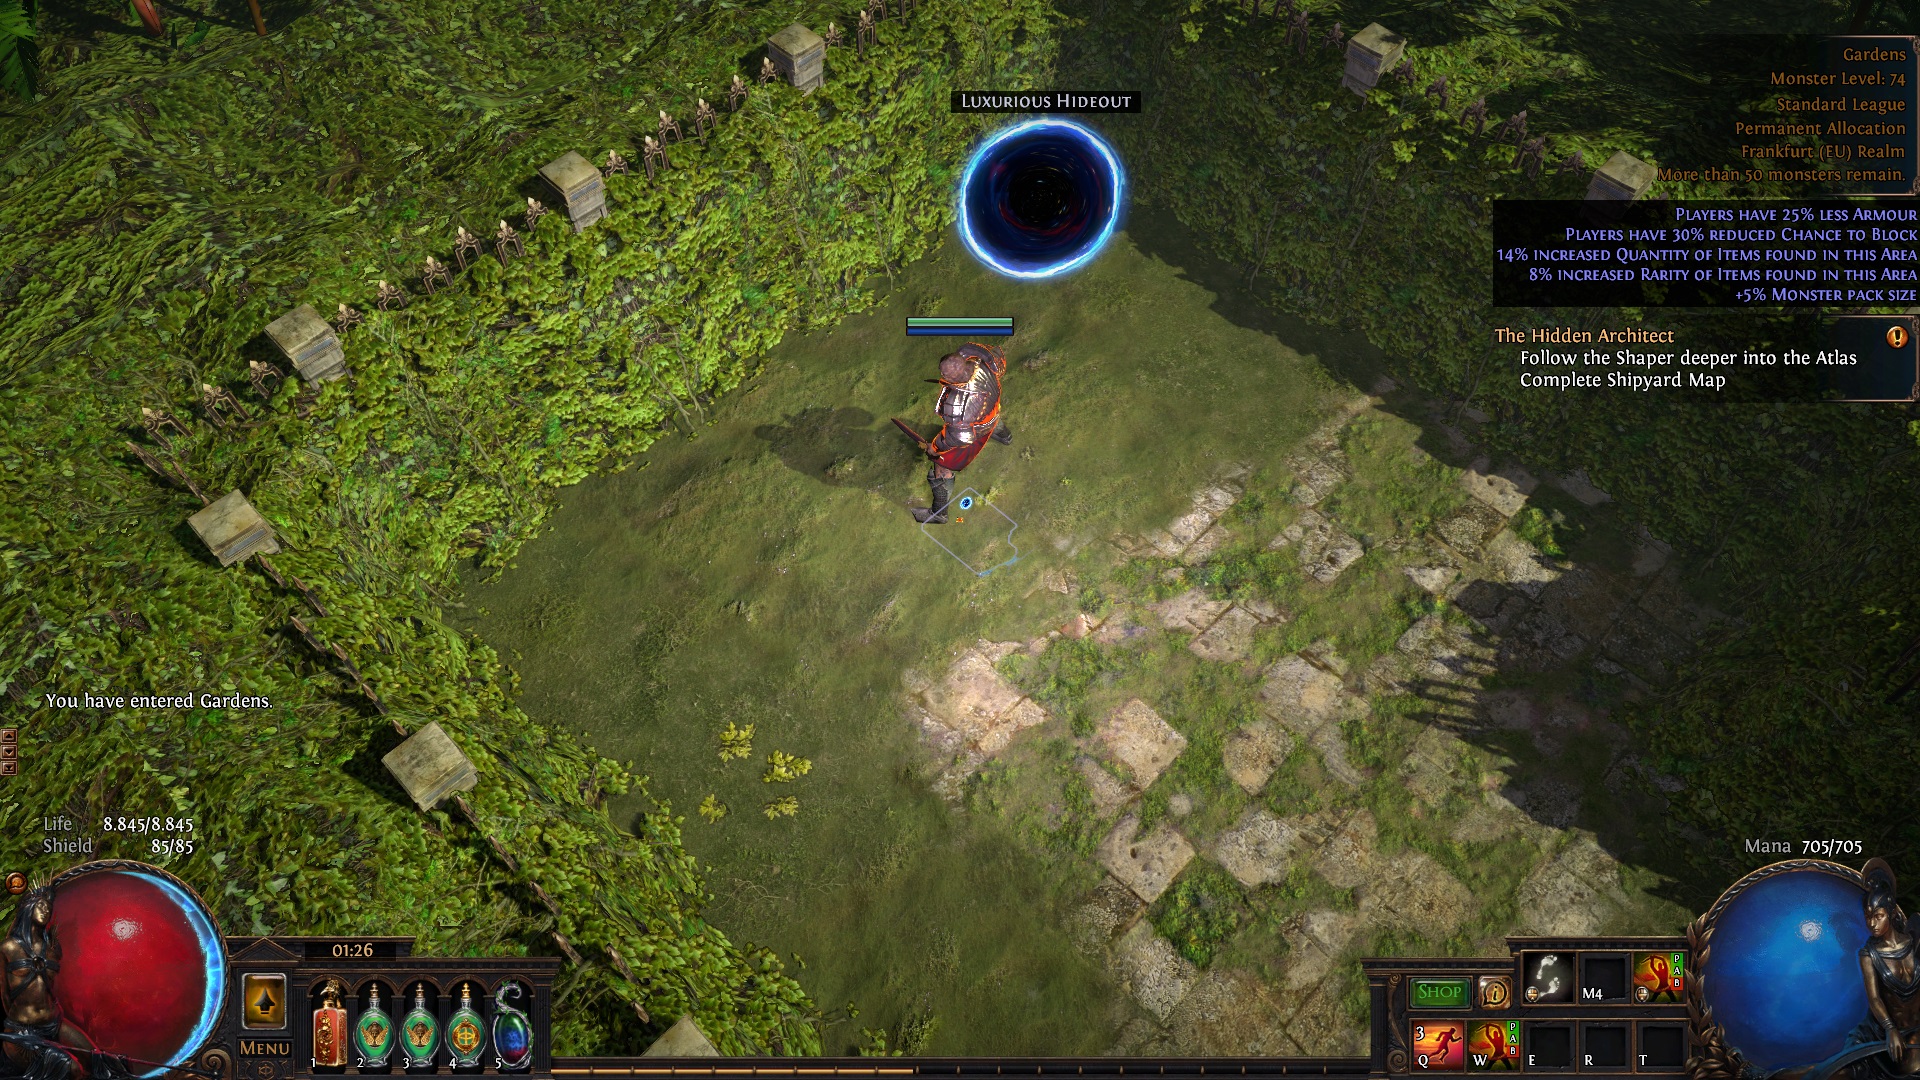 Luxurious Hideout
Gardens
Monster Level: 74
Standard League
Permanent Allocation
Frankfurt (EU) Realm
More than 50 monsters remain.
Players have 25% less Armour
Players have 30% reduced Chance to Block
14% increased Quantity of Items found in this Area
8% increased Rarity of Items found in this Area
+5% Monster pack size
The Hidden Architect
Follow the Shaper deeper into the Atlas
Complete Shipyard Map
You have entered Gardens.
Life 8.845/8.845
Shield 85/85
Mana 705/705
01:26
Menu
1 2 3 4 5
Shop
M4
P
A
B
3
Q W E R T
P
A
B